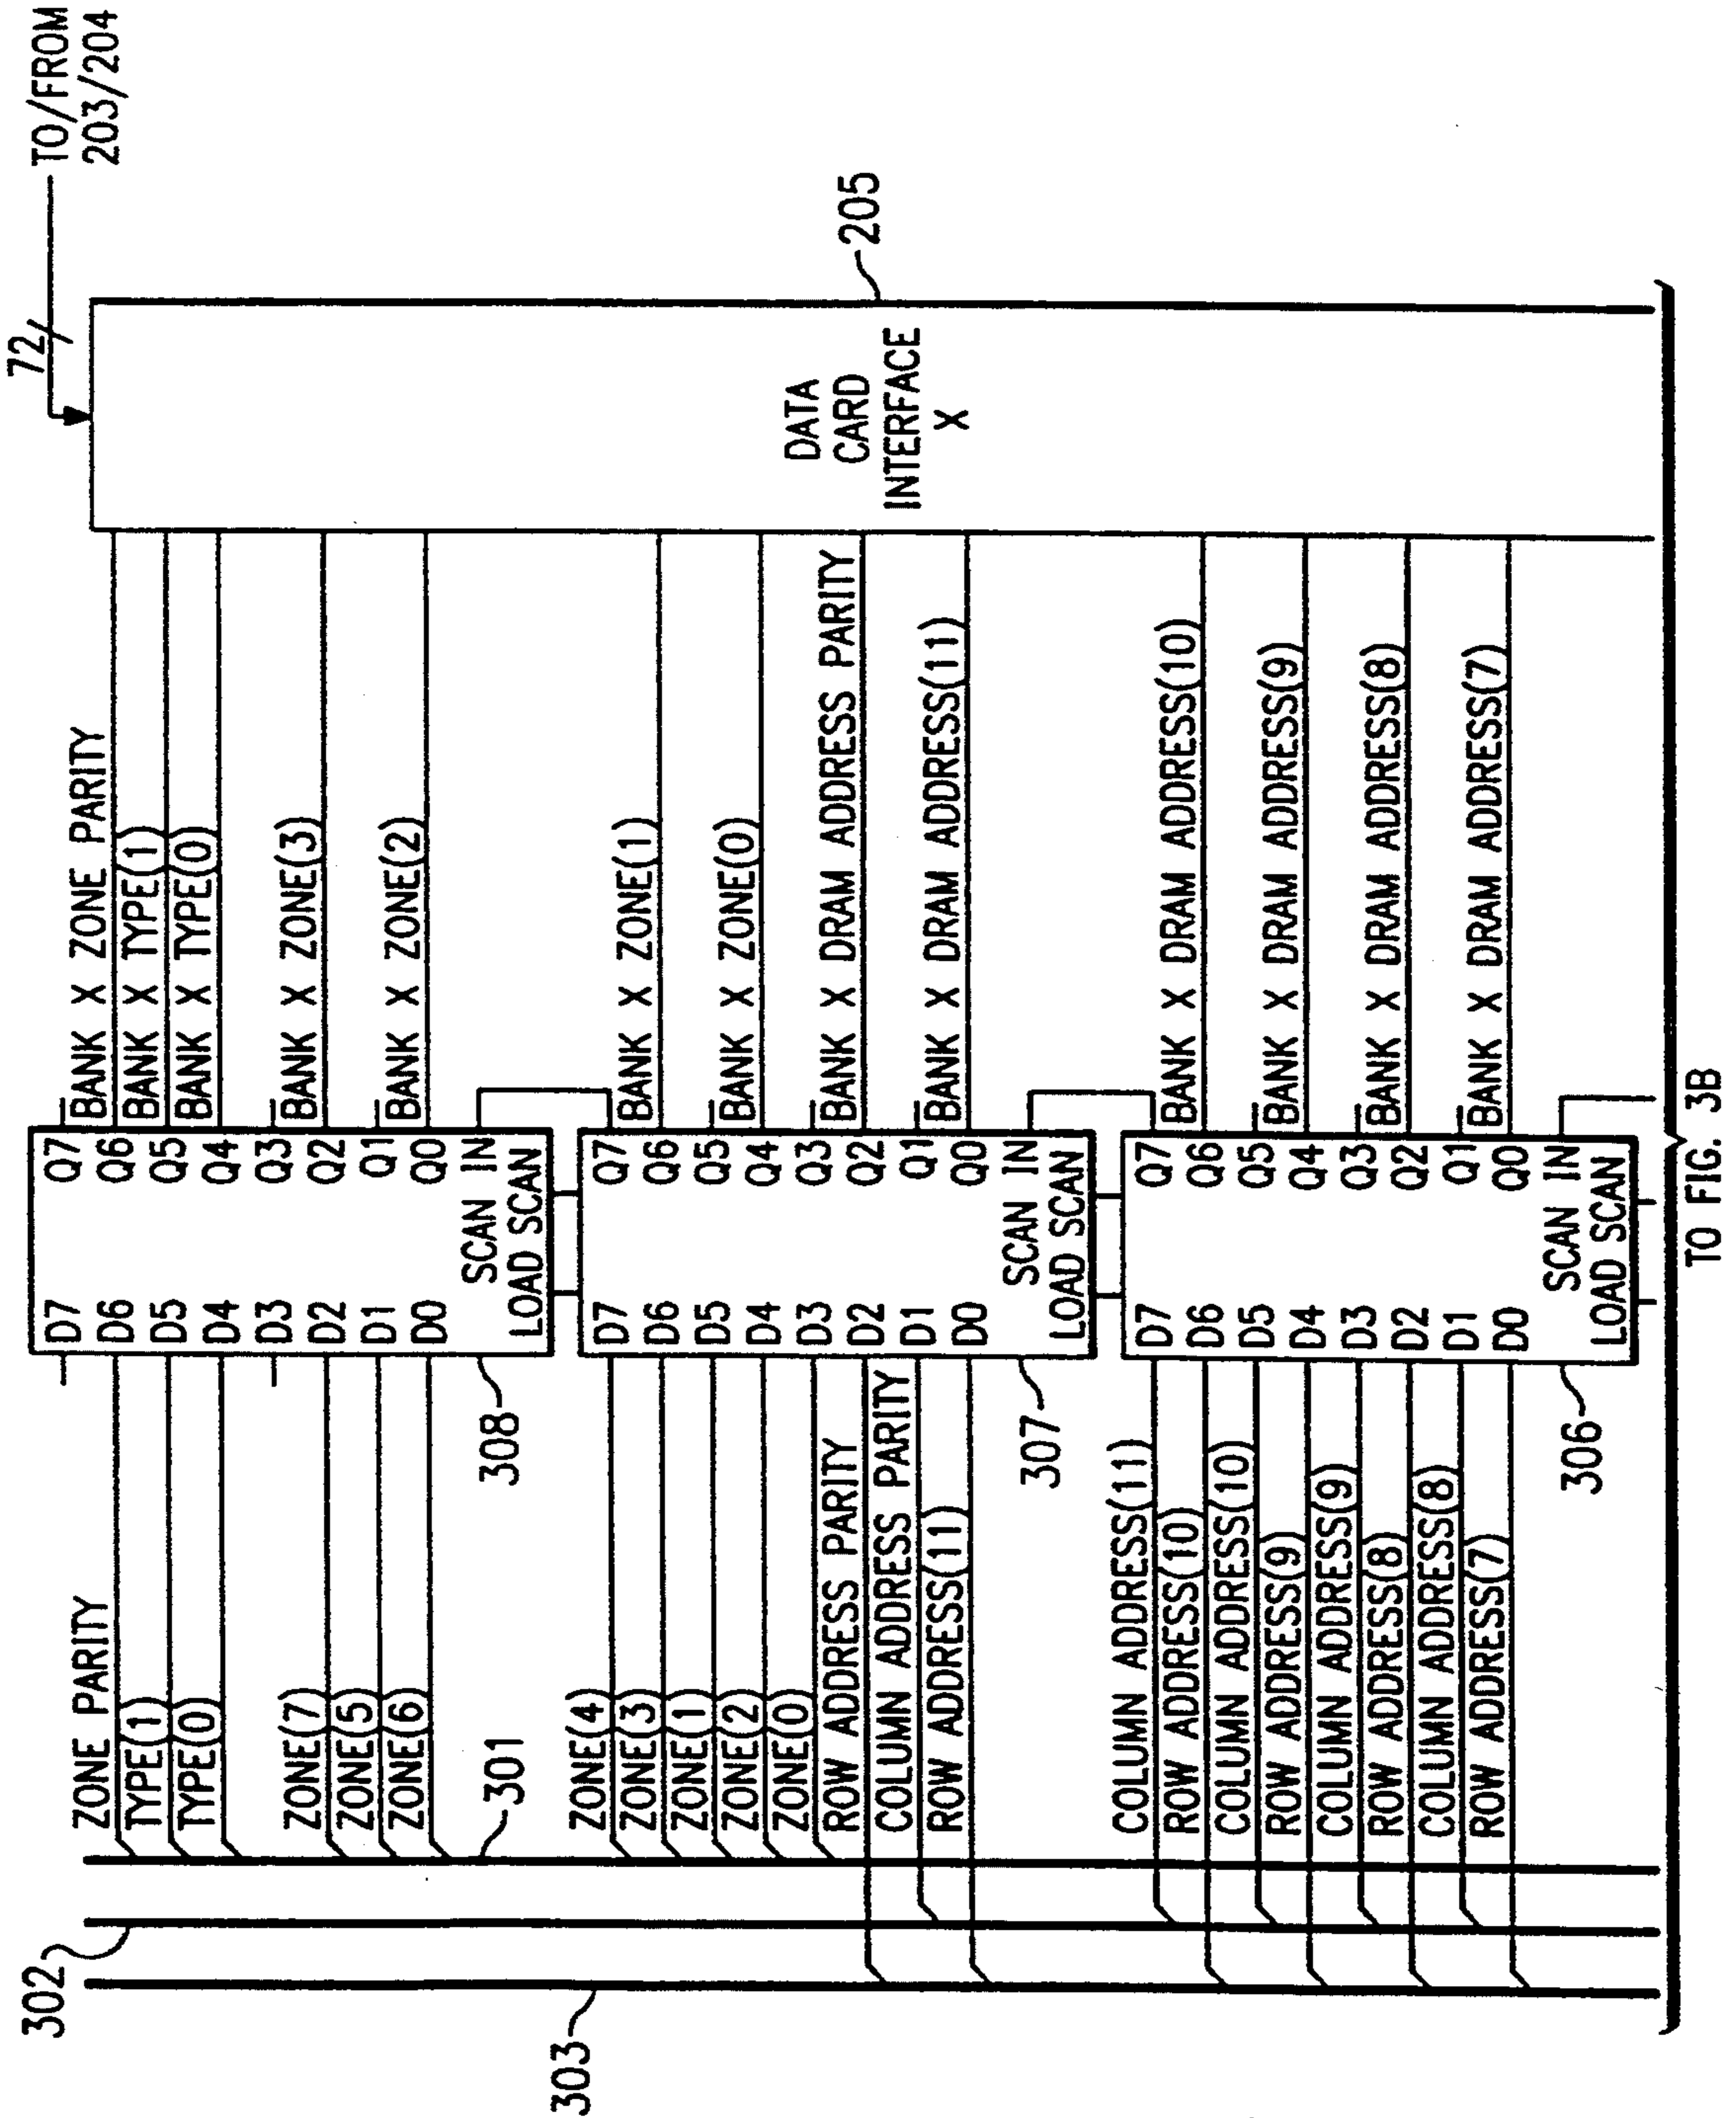 72
TO/FROM
203/204
302
303
301
205
ZONE PARITY
TYPE(1)
TYPE(0)
ZONE(7)
ZONE(5)
ZONE(6)
D7 Q7
D6 Q6
D5 Q5
D4 Q4
D3 Q3
D2 Q2
D1 Q1
D0 Q0
SCAN IN
LOAD SCAN
308
BANK X ZONE PARITY
BANK X TYPE(1)
BANK X TYPE(0)
BANK X ZONE(3)
BANK X ZONE(2)
ZONE(4)
ZONE(3)
ZONE(1)
ZONE(2)
ZONE(0)
ROW ADDRESS PARITY
COLUMN ADDRESS PARITY
ROW ADDRESS(11)
D7 Q7
D6 Q6
D5 Q5
D4 Q4
D3 Q3
D2 Q2
D1 Q1
D0 Q0
SCAN IN
LOAD SCAN
307
BANK X ZONE(1)
BANK X ZONE(0)
BANK X DRAM ADDRESS PARITY
BANK X DRAM ADDRESS(11)
COLUMN ADDRESS(11)
ROW ADDRESS(10)
COLUMN ADDRESS(10)
ROW ADDRESS(9)
COLUMN ADDRESS(9)
ROW ADDRESS(8)
COLUMN ADDRESS(8)
ROW ADDRESS(7)
D7 Q7
D6 Q6
D5 Q5
D4 Q4
D3 Q3
D2 Q2
D1 Q1
D0 Q0
SCAN IN
LOAD SCAN
306
BANK X DRAM ADDRESS(10)
BANK X DRAM ADDRESS(9)
BANK X DRAM ADDRESS(8)
BANK X DRAM ADDRESS(7)
DATA
CARD
INTERFACE
X
TO FIG. 3B